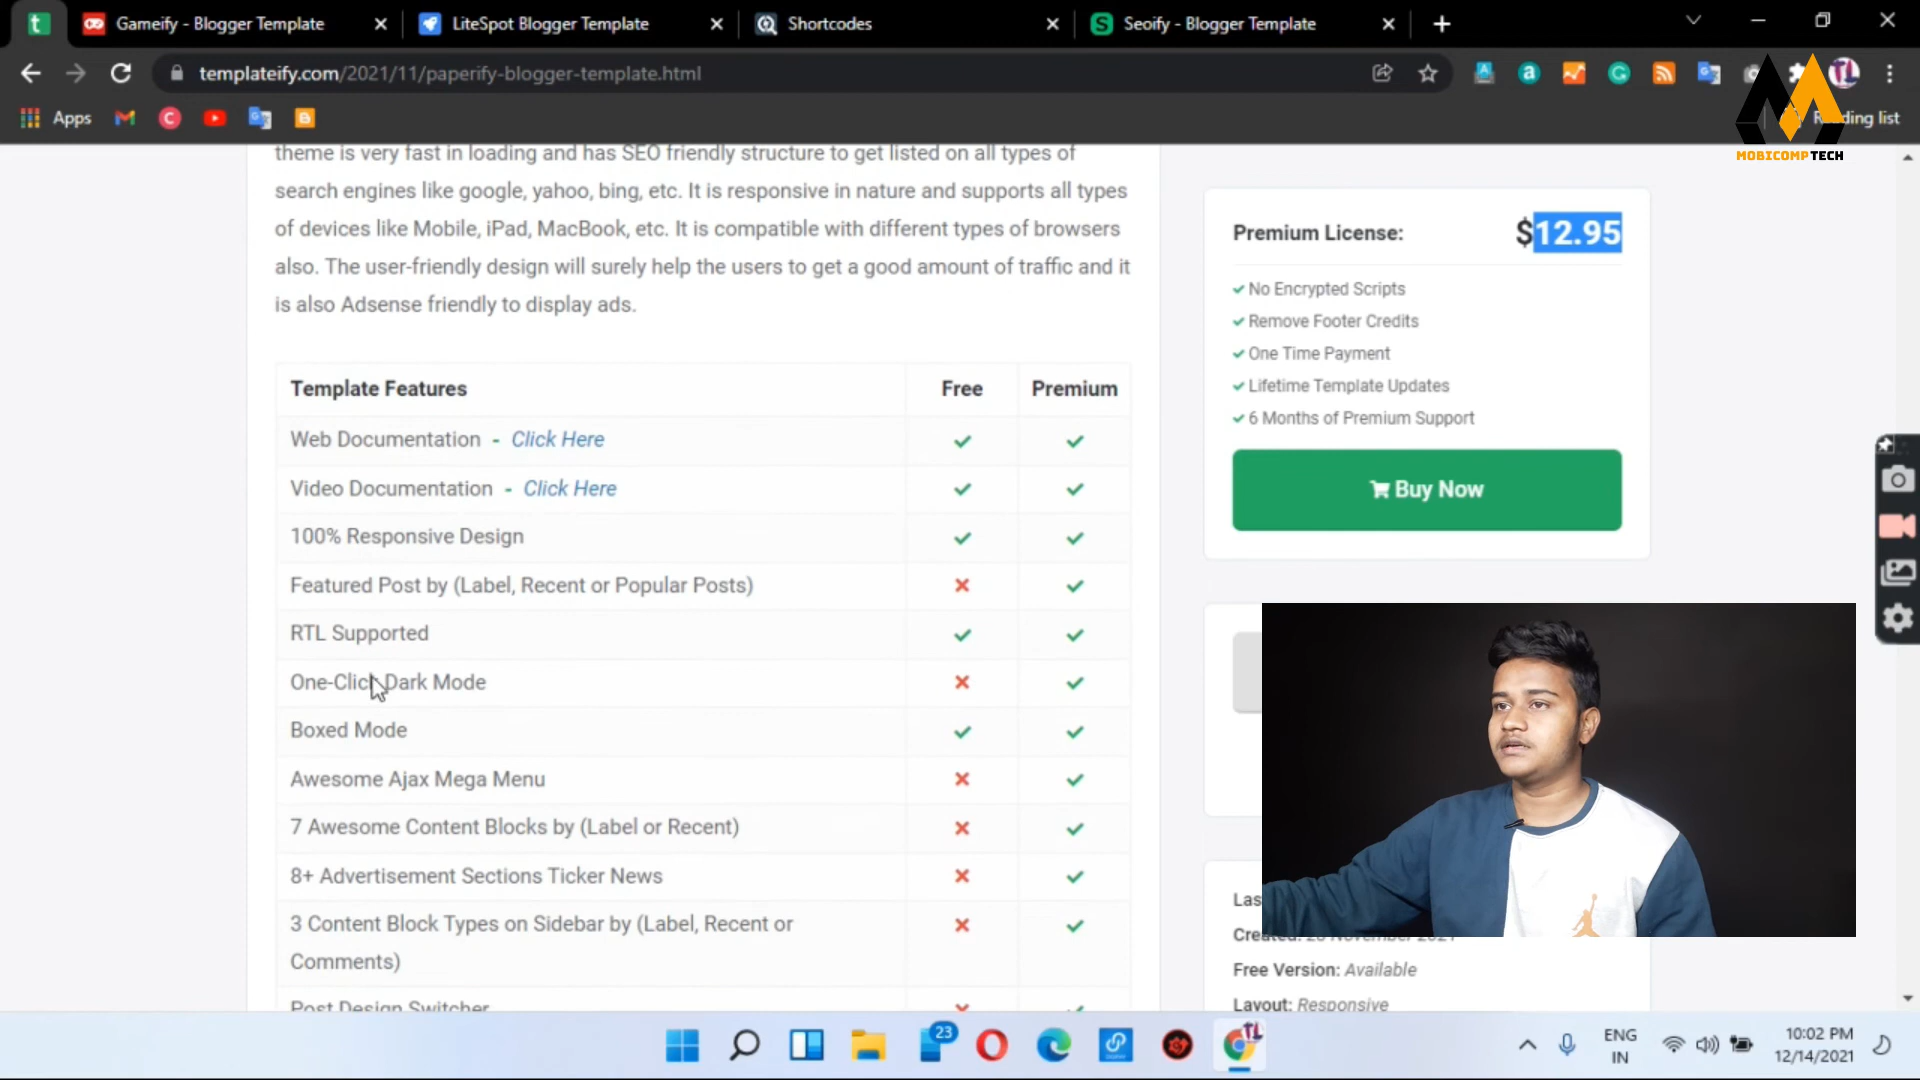 Gameify - Blogger Template
LiteSpot Blogger Template
Shortcodes
Seoify - Blogger Template
templateify.com/2021/11/paperify-blogger-template.html
Apps
Reading list
MOBICOMPTECH
theme is very fast in loading and has SEO friendly structure to get listed on all types of
search engines like google, yahoo, bing, etc. It is responsive in nature and supports all types
of devices like Mobile, iPad, MacBook, etc. It is compatible with different types of browsers
also. The user-friendly design will surely help the users to get a good amount of traffic and it
is also Adsense friendly to display ads.
Template Features Free Premium
Web Documentation - Click Here
Video Documentation - Click Here
100% Responsive Design
Featured Post by (Label, Recent or Popular Posts)
RTL Supported
One-Click Dark Mode
Boxed Mode
Awesome Ajax Mega Menu
7 Awesome Content Blocks by (Label or Recent)
8+ Advertisement Sections Ticker News
3 Content Block Types on Sidebar by (Label, Recent or
Comments)
Post Design Switcher
Premium License: $12.95
No Encrypted Scripts
Remove Footer Credits
One Time Payment
Lifetime Template Updates
6 Months of Premium Support
Buy Now
Created:
Free Version: Available
Layout: Responsive
23
TL
ENG
IN
10:02 PM
12/14/2021